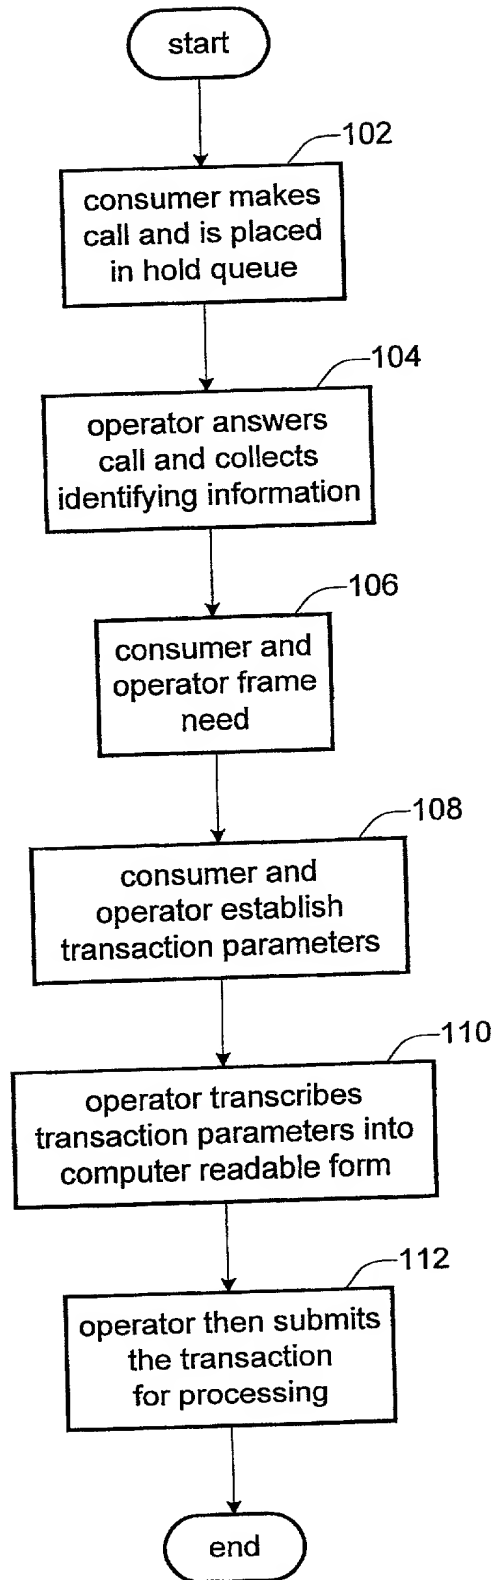 start
102
consumer makes
call and is placed
in hold queue
104
operator answers
call and collects
identifying information
106
consumer and
operator frame
need
108
consumer and
operator establish
transaction parameters
110
operator transcribes
transaction parameters into
computer readable form
112
operator then submits
the transaction
for processing
end